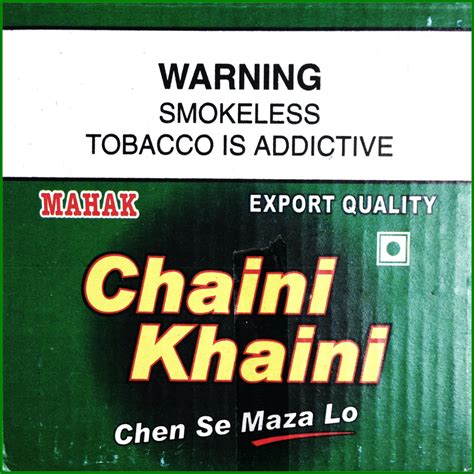 WARNING
SMOKELESS
TOBACCO IS ADDICTIVE
MAHAK
EXPORT QUALITY
Chaini
Khaini
Chen Se Maza Lo